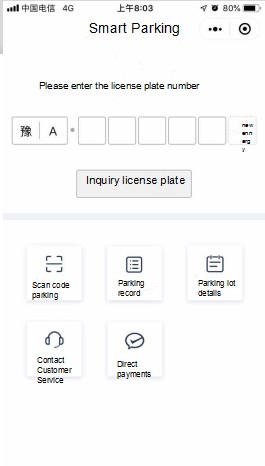 中国电信 4G 上午8:03 80%
Smart Parking
Please enter the license plate number
豫 A
new
enn
erg
y
Inquiry license plate
Scan code
parking
Parking
record
Parking lot
details
Contact
Customer
Service
Direct
payments